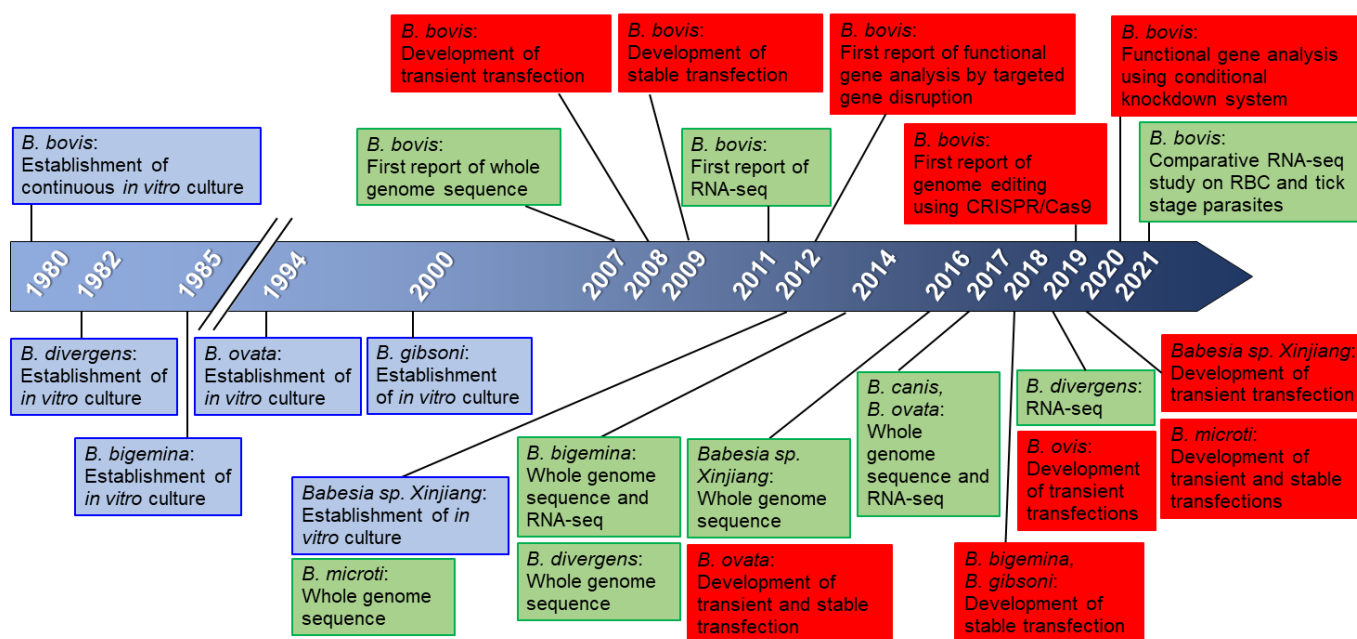 B. bovis:
Development of
transient transfection
B. bovis:
Development of
stable transfection
B. bovis:
First report of functional
gene analysis by targeted
gene disruption
B. bovis:
Functional gene analysis
using conditional
knockdown system
B. bovis:
Establishment of
continuous in vitro culture
B. bovis:
First report of whole
genome sequence
B. bovis:
First report of
RNA-seq
B. bovis:
First report of
genome editing
using CRISPR/Cas9
B. bovis:
Comparative RNA-seq
study on RBC and tick
stage parasites
1980
1982
1985
1994
2000
2007
2008
2009
2011
2012
2014
2016
2017
2018
2019
2020
2021
B. divergens:
Establishment of
in vitro culture
B. bigemina:
Establishment of
in vitro culture
B. ovata:
Establishment of
in vitro culture
B. gibsoni:
Establishment
of in vitro culture
Babesia sp. Xinjiang:
Establishment of in
vitro culture
B. microti:
Whole genome
sequence
B. bigemina:
Whole genome
sequence and
RNA-seq
B. divergens:
Whole genome
sequence
Babesia sp.
Xinjiang:
Whole genome
sequence
B. ovata:
Development of
transient and stable
transfection
B. canis,
B. ovata:
Whole
genome
sequence and
RNA-seq
B. bigemina,
B. gibsoni:
Development of
stable transfection
B. divergens:
RNA-seq
B. ovis:
Development
of transient
transfections
Babesia sp. Xinjiang:
Development of
transient transfection
B. microti:
Development of
transient and stable
transfections